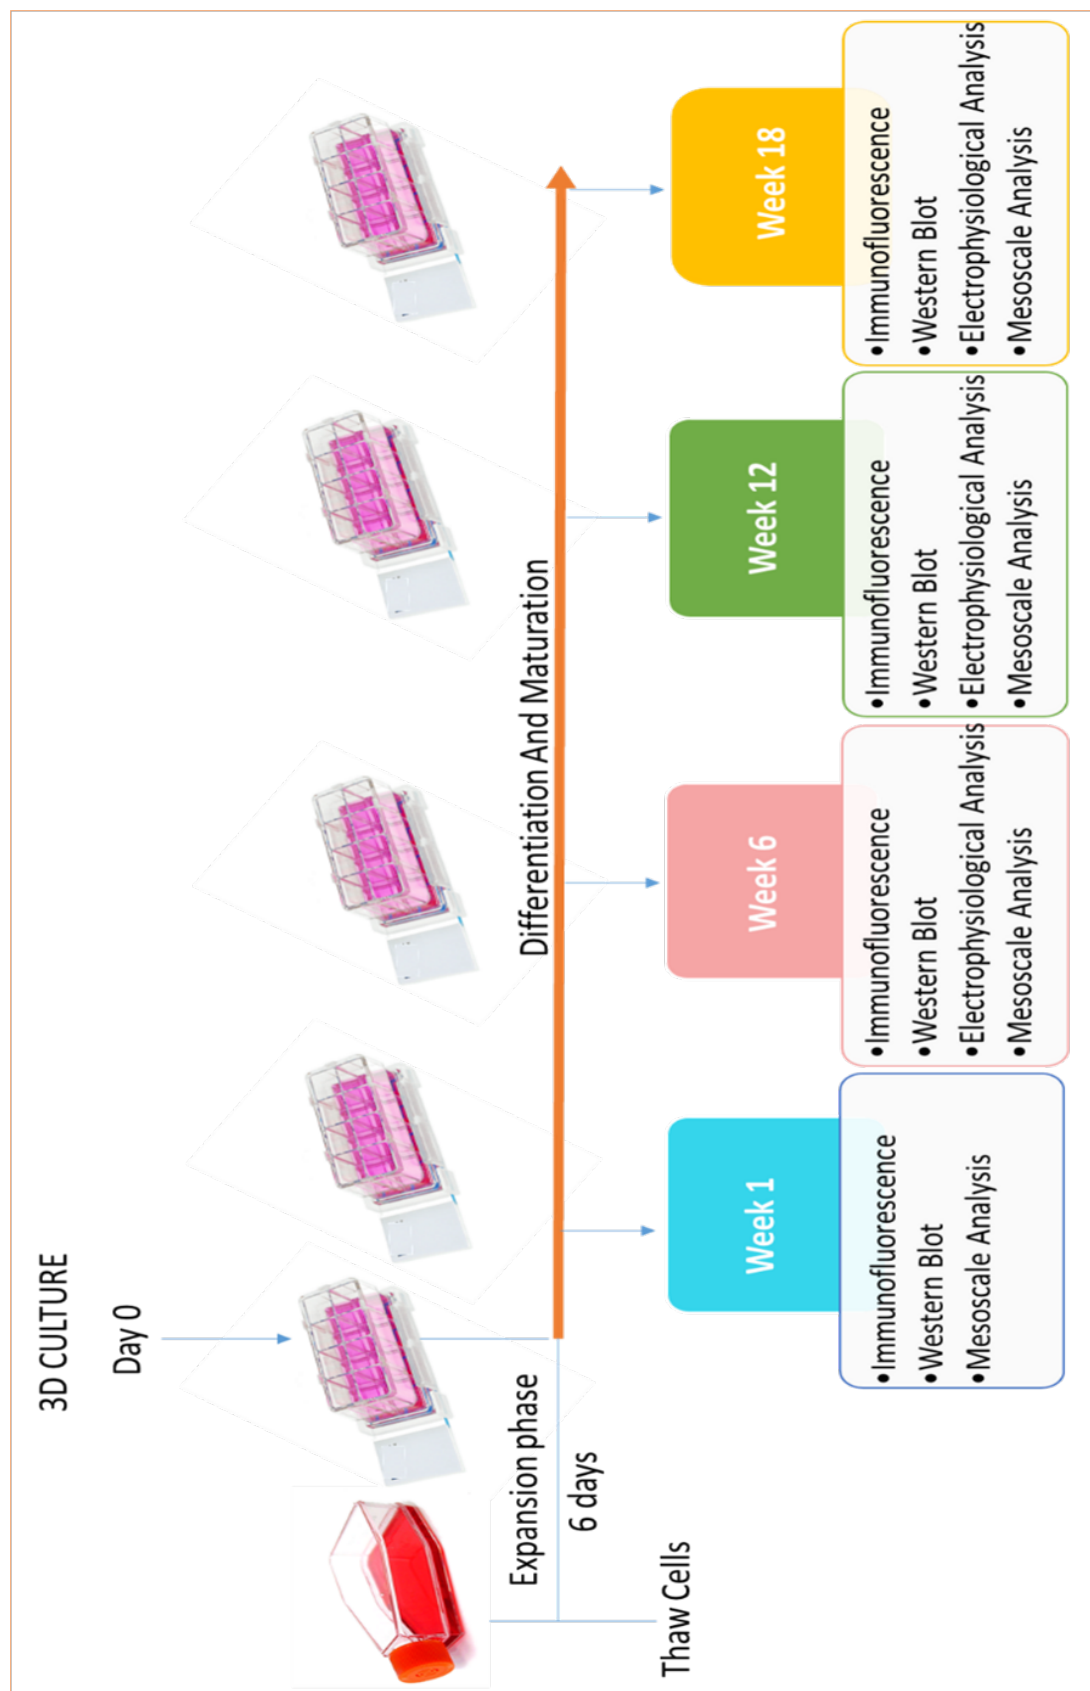 3D CULTURE
Day 0
Expansion phase
6 days
Thaw Cells
Differentiation And Maturation
Week 1
•Immunofluorescence
•Western Blot
•Mesoscale Analysis
Week 6
•Immunofluorescence
•Western Blot
•Electrophysiological Analysis
•Mesoscale Analysis
Week 12
•Immunofluorescence
•Western Blot
•Electrophysiological Analysis
•Mesoscale Analysis
Week 18
•Immunofluorescence
•Western Blot
•Electrophysiological Analysis
•Mesoscale Analysis